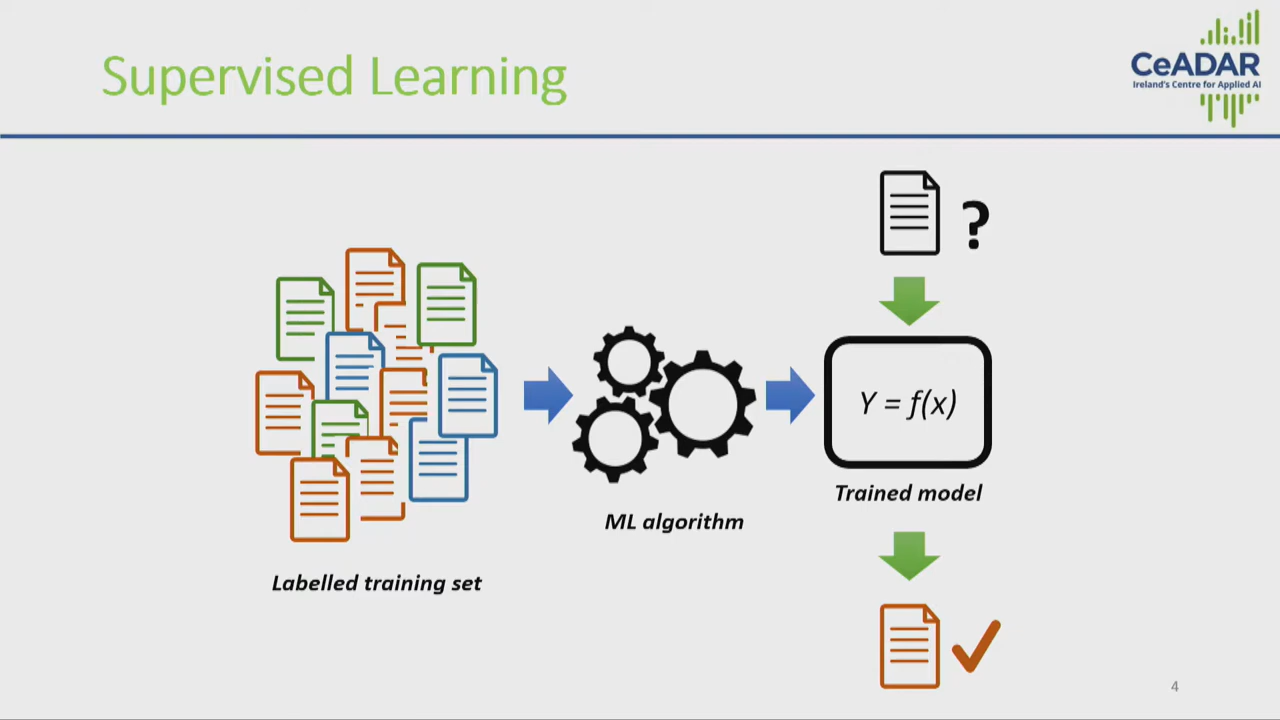 Supervised Learning
CeADAR
Ireland's Centre for Applied AI
?
Y = f(x)
Trained model
ML algorithm
Labelled training set
4